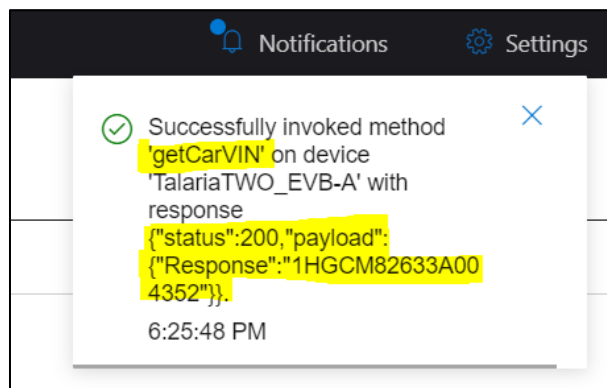 Notifications
Settings
Successfully invoked method
'getCarVIN' on device
'TalariaTWO_EVB-A' with
response
{"status":200,"payload":
{"Response":"1HGCM82633A00
4352"}}.
6:25:48 PM